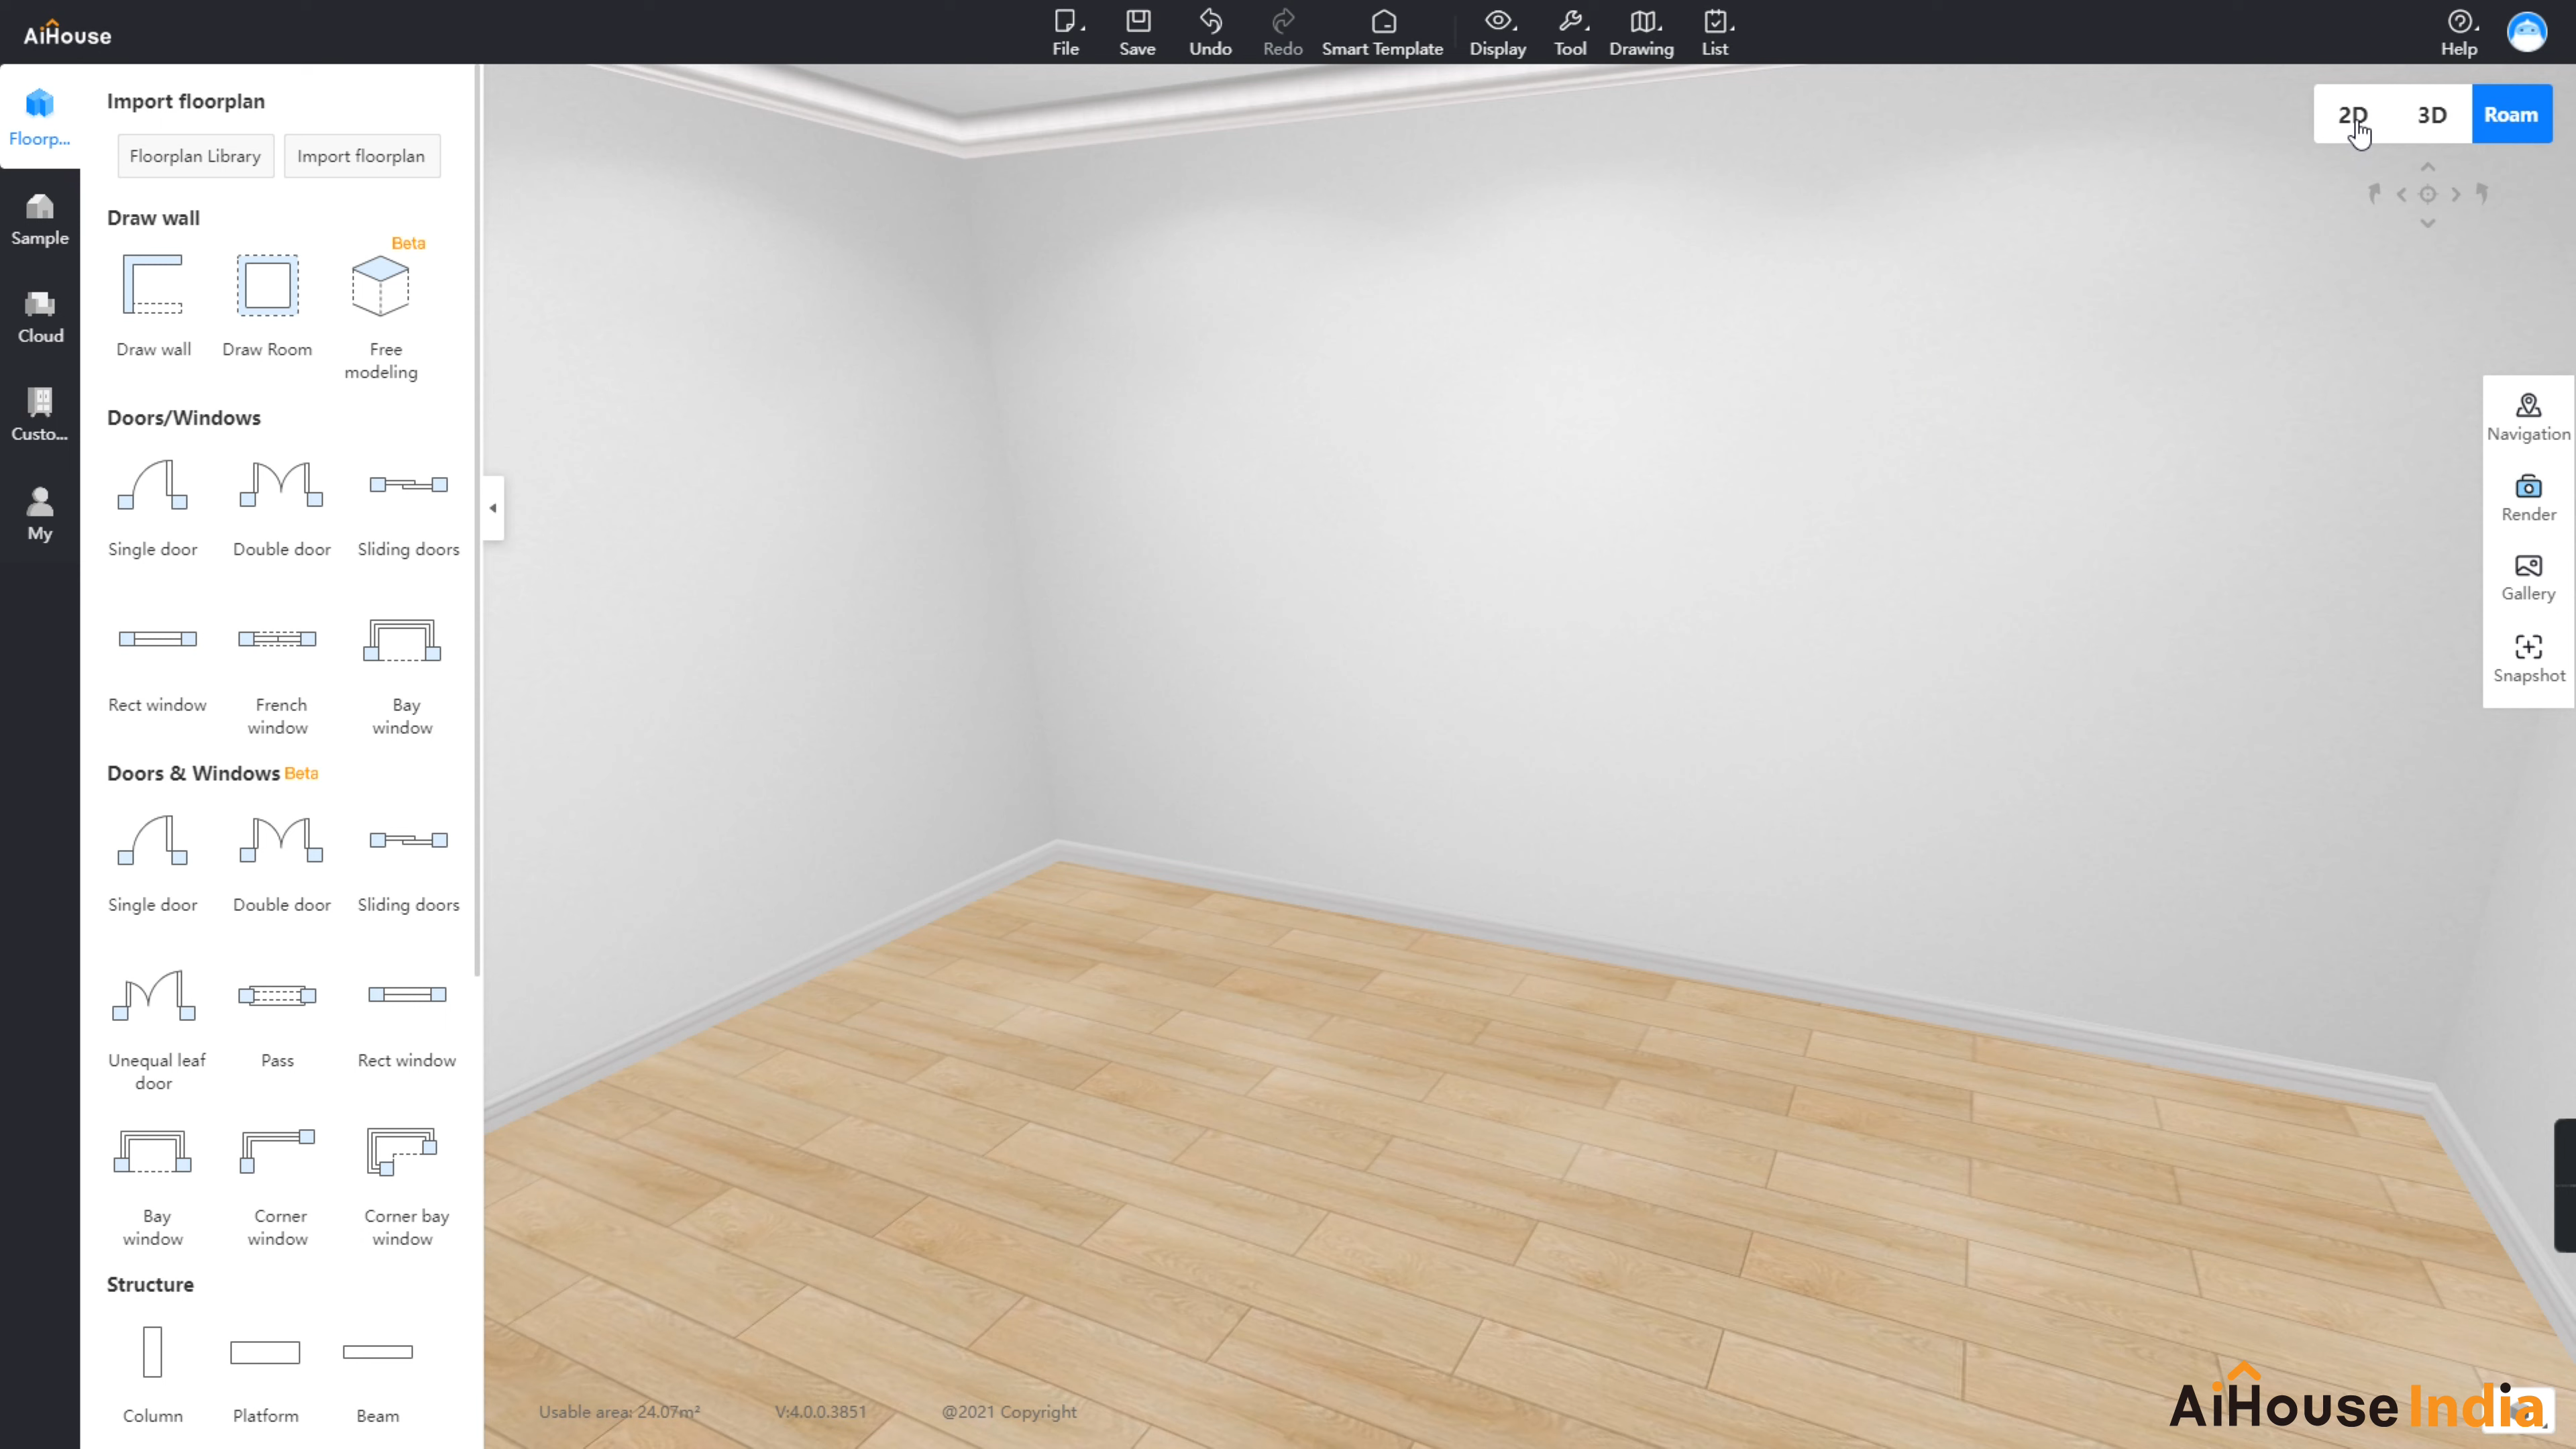 AiHouse
File
Save
Undo
Redo
Smart Template
Display
Tool
Drawing
List
Help
Floorp...
Sample
Cloud
Custo...
My
Import floorplan
Floorplan Library
Import floorplan
Draw wall
Beta
Draw wall
Draw Room
Free
modeling
Doors/Windows
Single door
Double door
Sliding doors
Rect window
French
window
Bay
window
Doors & Windows Beta
Single door
Double door
Sliding doors
Unequal leaf
door
Pass
Rect window
Bay
window
Corner
window
Corner bay
window
Structure
Column
Platform
Beam
2D
3D
Roam
Navigation
Render
Gallery
Snapshot
Usable area: 24.07m²
V:4.0.0.3851
@2021 Copyright
AiHouse India